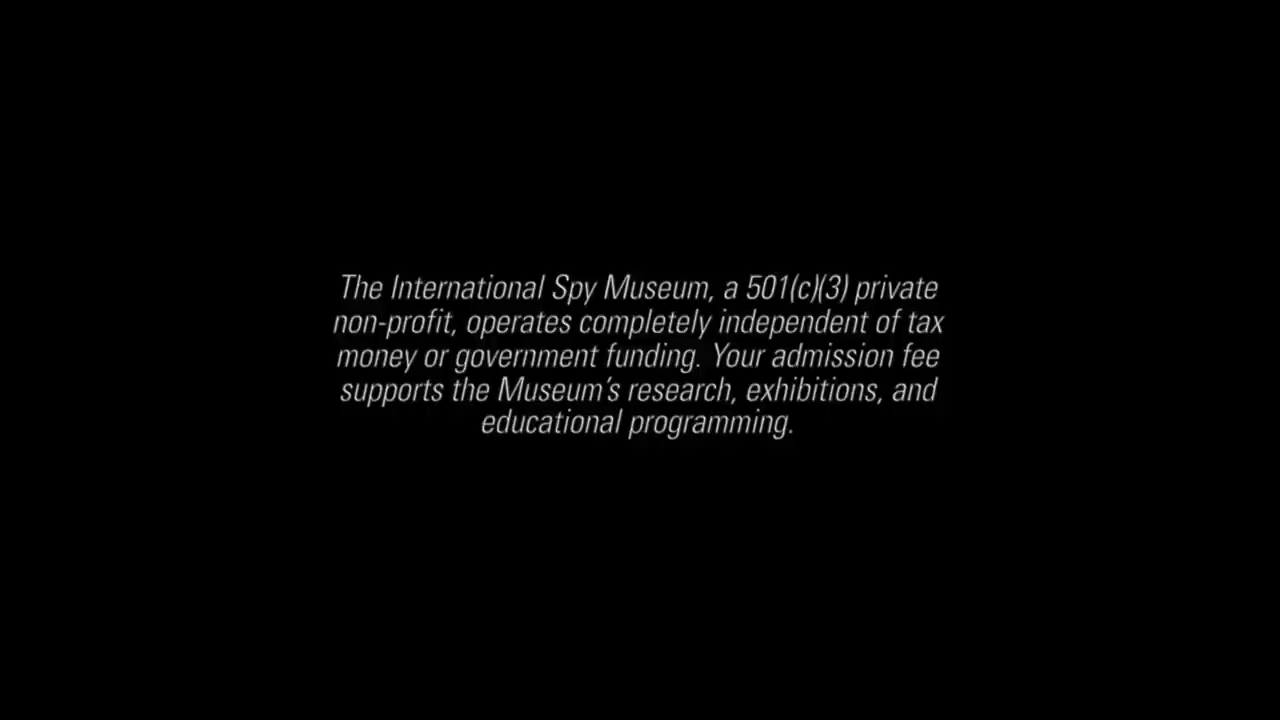 The International Spy Museum, a 501(c)(3) private
non-profit, operates completely independent of tax
money or government funding. Your admission fee
supports the Museum's research, exhibitions, and
educational programming.